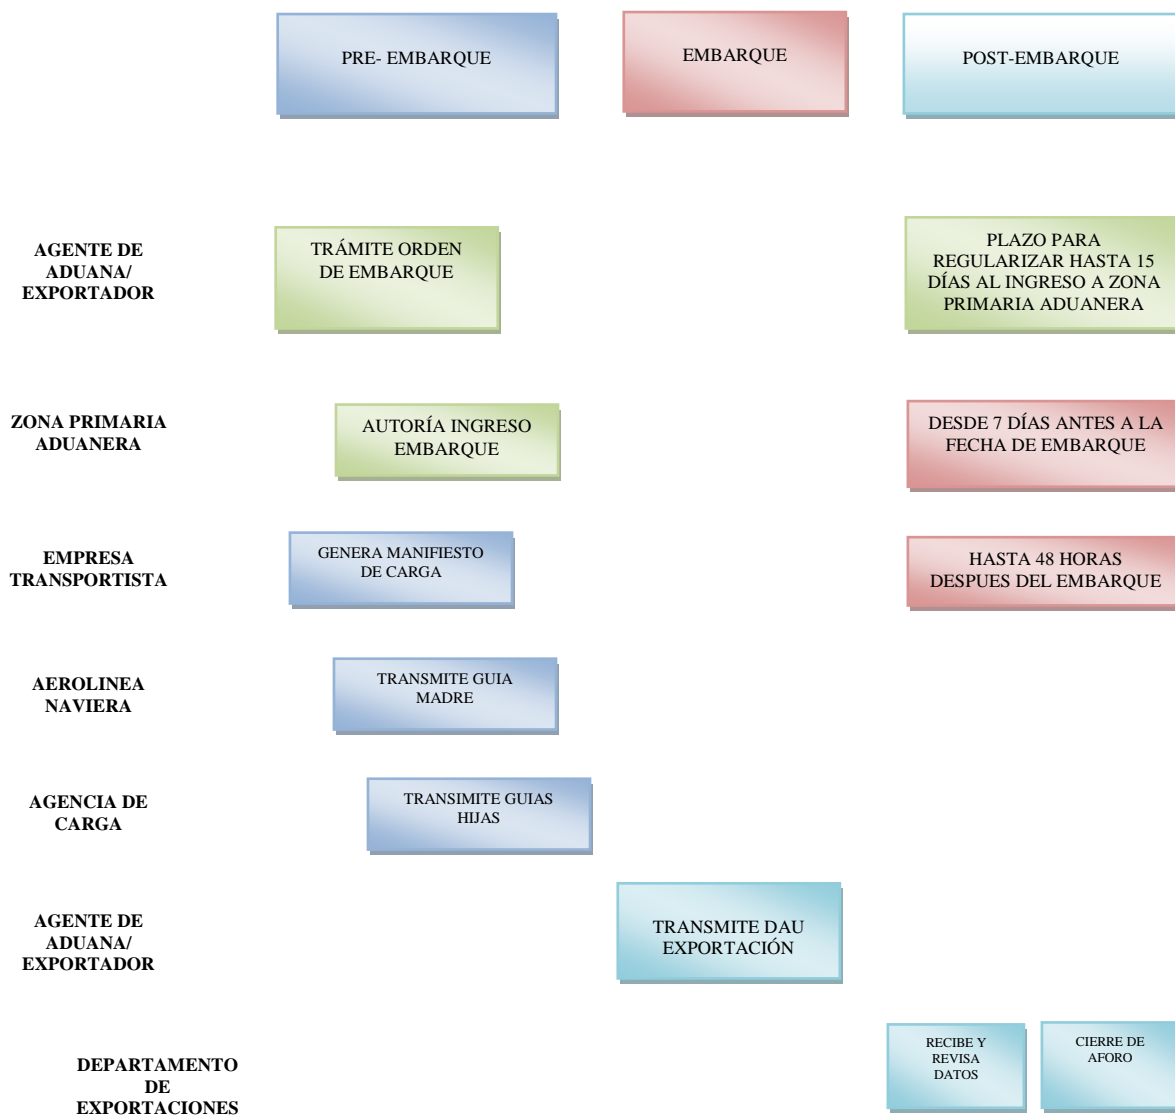 PRE- EMBARQUE
EMBARQUE
POST-EMBARQUE
AGENTE DE
ADUANA/
EXPORTADOR
TRÁMITE ORDEN
DE EMBARQUE
PLAZO PARA
REGULARIZAR HASTA 15
DÍAS AL INGRESO A ZONA
PRIMARIA ADUANERA
ZONA PRIMARIA
ADUANERA
AUTORÍA INGRESO
EMBARQUE
DESDE 7 DÍAS ANTES A LA
FECHA DE EMBARQUE
EMPRESA
TRANSPORTISTA
GENERA MANIFIESTO
DE CARGA
HASTA 48 HORAS
DESPUES DEL EMBARQUE
AEROLINEA
NAVIERA
TRANSMITE GUIA
MADRE
AGENCIA DE
CARGA
TRANSIMITE GUIAS
HIJAS
AGENTE DE
ADUANA/
EXPORTADOR
TRANSMITE DAU
EXPORTACIÓN
DEPARTAMENTO
DE
EXPORTACIONES
RECIBE Y
REVISA
DATOS
CIERRE DE
AFORO